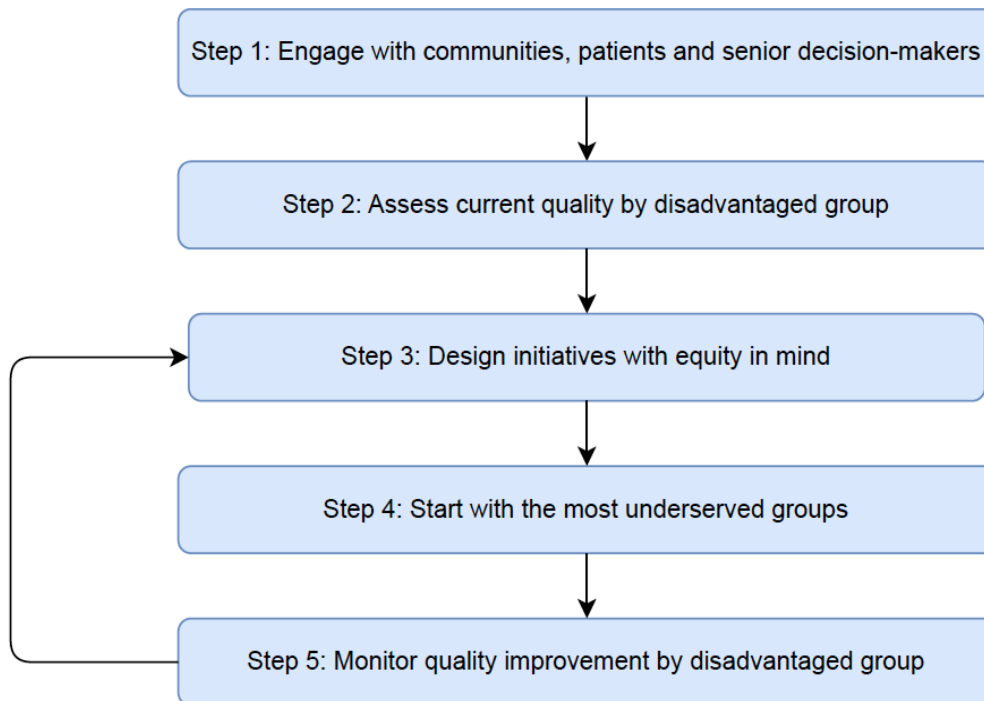 Step 1: Engage with communities, patients and senior decision-makers
Step 2: Assess current quality by disadvantaged group
Step 3: Design initiatives with equity in mind
Step 4: Start with the most underserved groups
Step 5: Monitor quality improvement by disadvantaged group